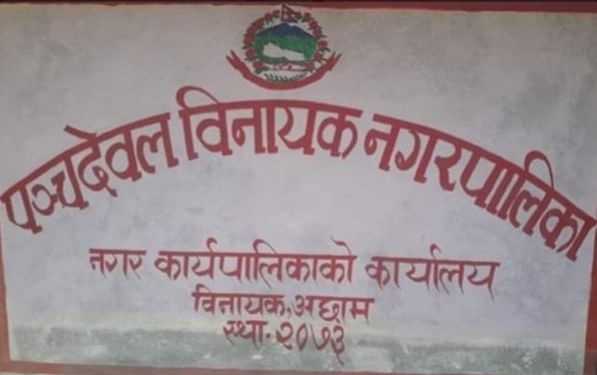 पञ्चदेवल विनायक नगरपालिका
नगर कार्यपालिकाको कार्यालय
विनायक,अछाम
स्था. २०७३